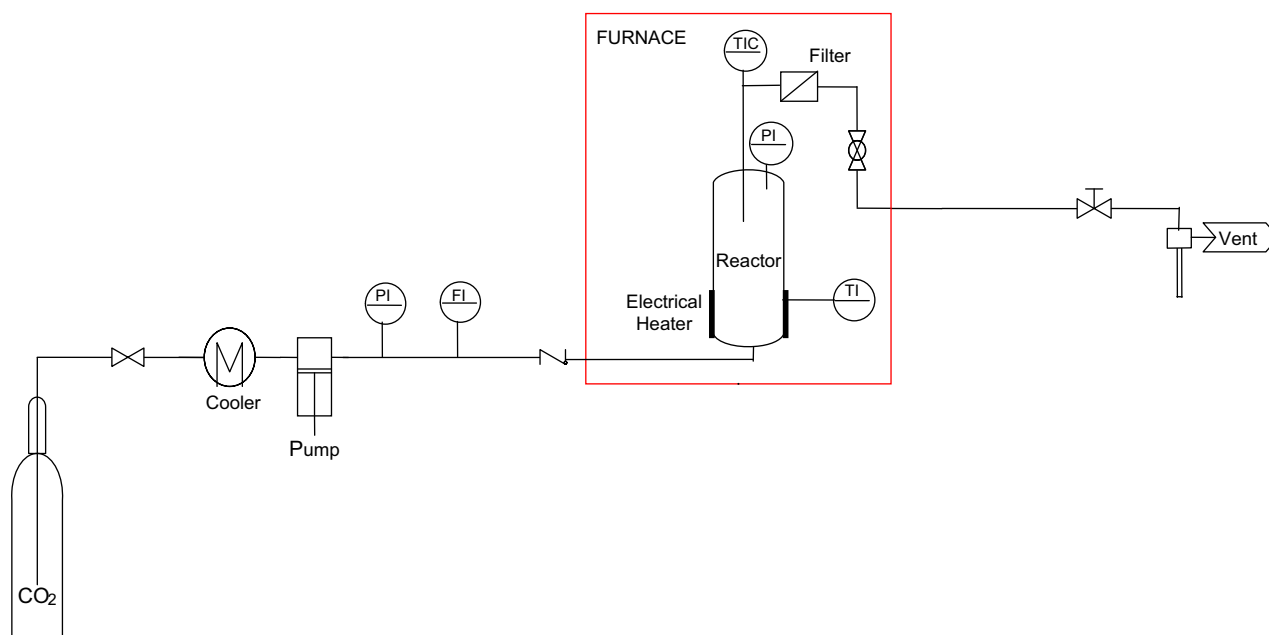 FURNACE
TIC
Filter
PI
Vent
Reactor
Electrical
Heater
TI
PI
FI
Cooler
Pump
CO2